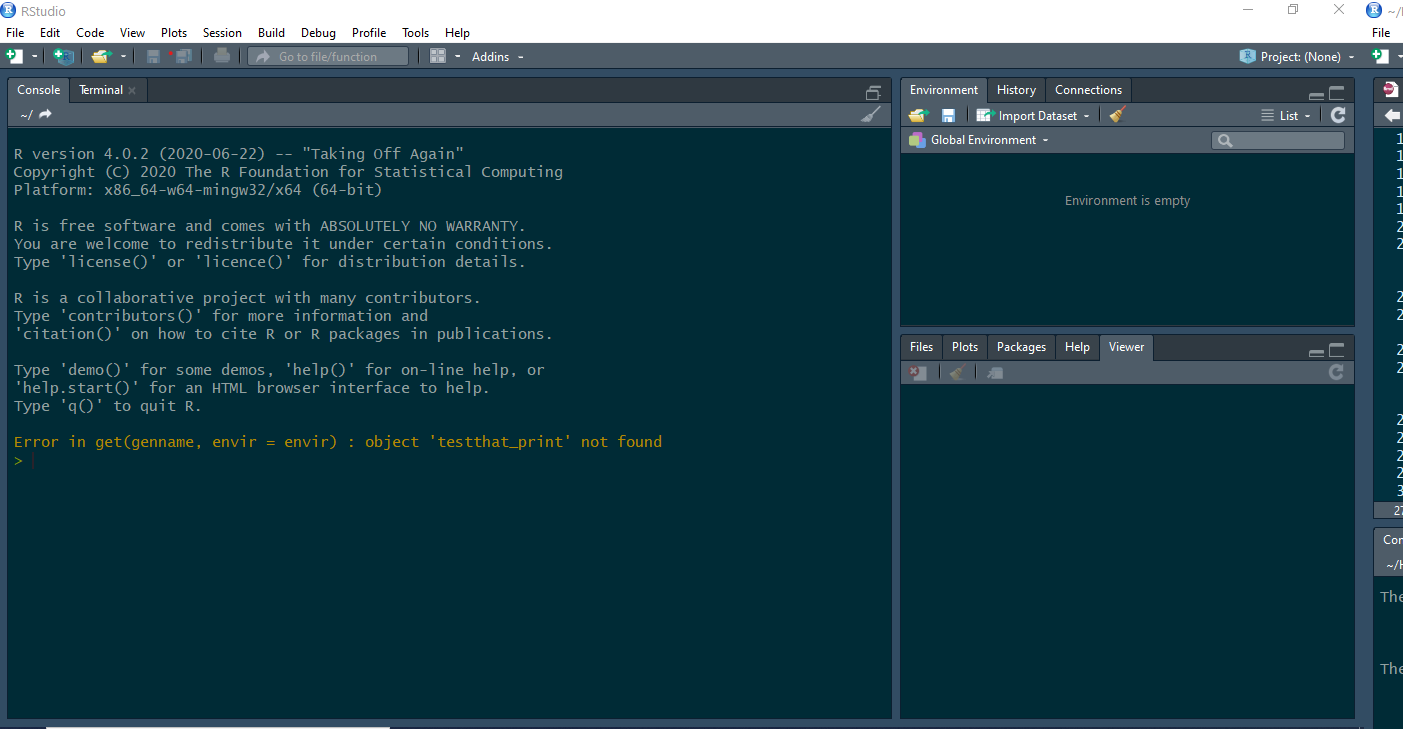 RStudio
~/
File Edit Code View Plots Session Build Debug Profile Tools Help
File
Go to file/function
Addins
Project: (None)
Console Terminal
~/
R version 4.0.2 (2020-06-22) -- "Taking Off Again"
Copyright (C) 2020 The R Foundation for Statistical Computing
Platform: x86_64-w64-mingw32/x64 (64-bit)
R is free software and comes with ABSOLUTELY NO WARRANTY.
You are welcome to redistribute it under certain conditions.
Type 'license()' or 'licence()' for distribution details.
R is a collaborative project with many contributors.
Type 'contributors()' for more information and
'citation()' on how to cite R or R packages in publications.
Type 'demo()' for some demos, 'help()' for on-line help, or
'help.start()' for an HTML browser interface to help.
Type 'q()' to quit R.
Error in get(genname, envir = envir) : object 'testthat_print' not found
>
Environment History Connections
Import Dataset List
Global Environment
Environment is empty
Files Plots Packages Help Viewer
1
1
1
1
1
2
2
2
2
2
2
2
2
2
2
3
27
The
The